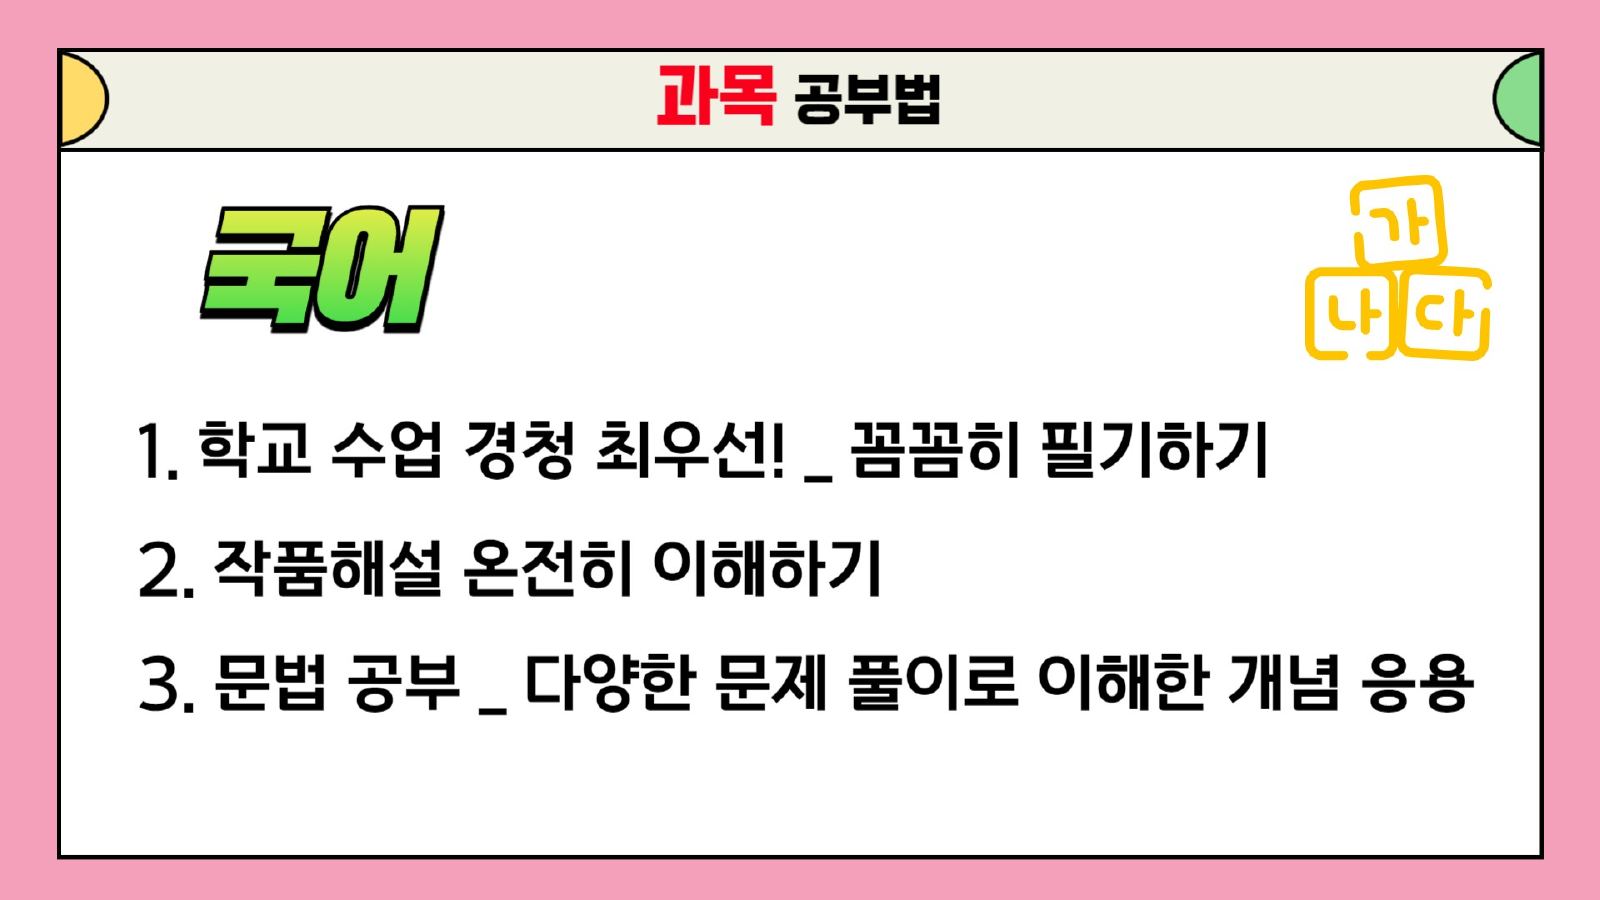 과목 공부법
국어
가
나 다
1. 학교 수업 경청 최우선! _ 꼼꼼히 필기하기
2. 작품해설 온전히 이해하기
3. 문법 공부 _ 다양한 문제 풀이로 이해한 개념 응용